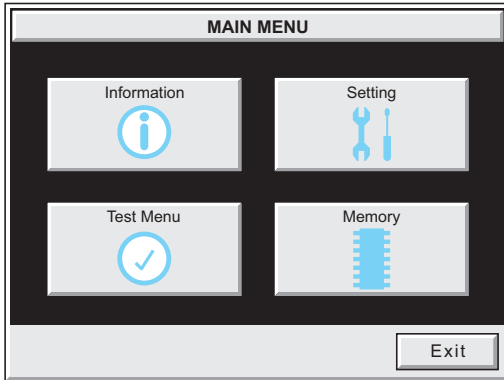 MAIN MENU
Information
Setting
Test Menu
Memory
Exit